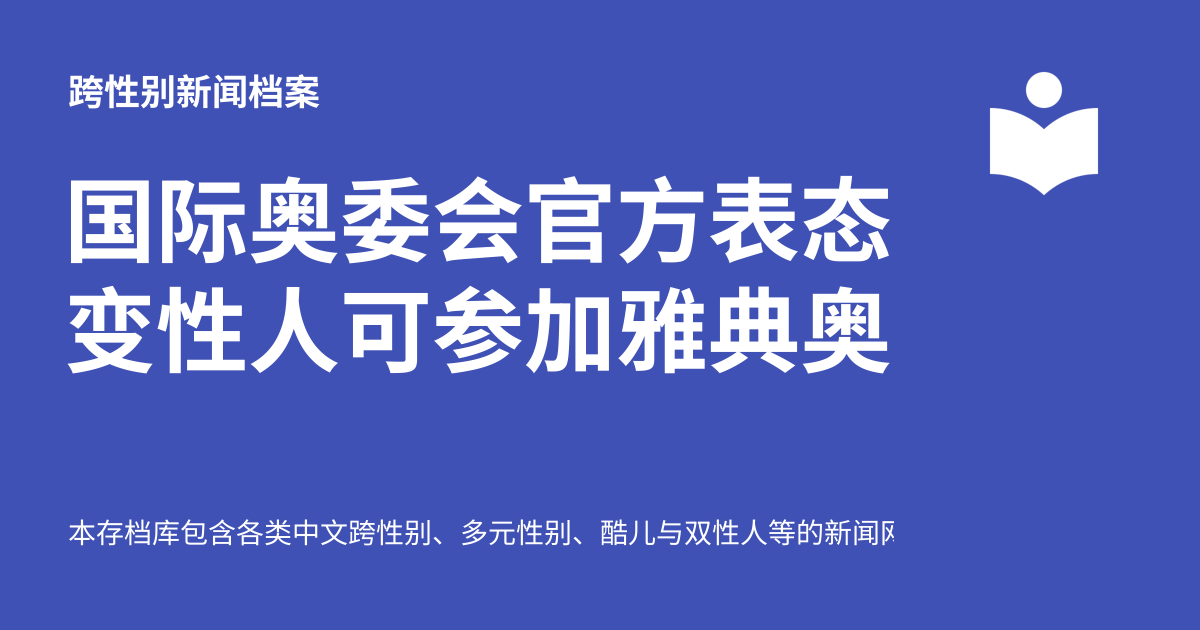 跨性别新闻档案
国际奥委会官方表态
变性人可参加雅典奥
本存档库包含各类中文跨性别、多元性别、酷儿与双性人等的新闻